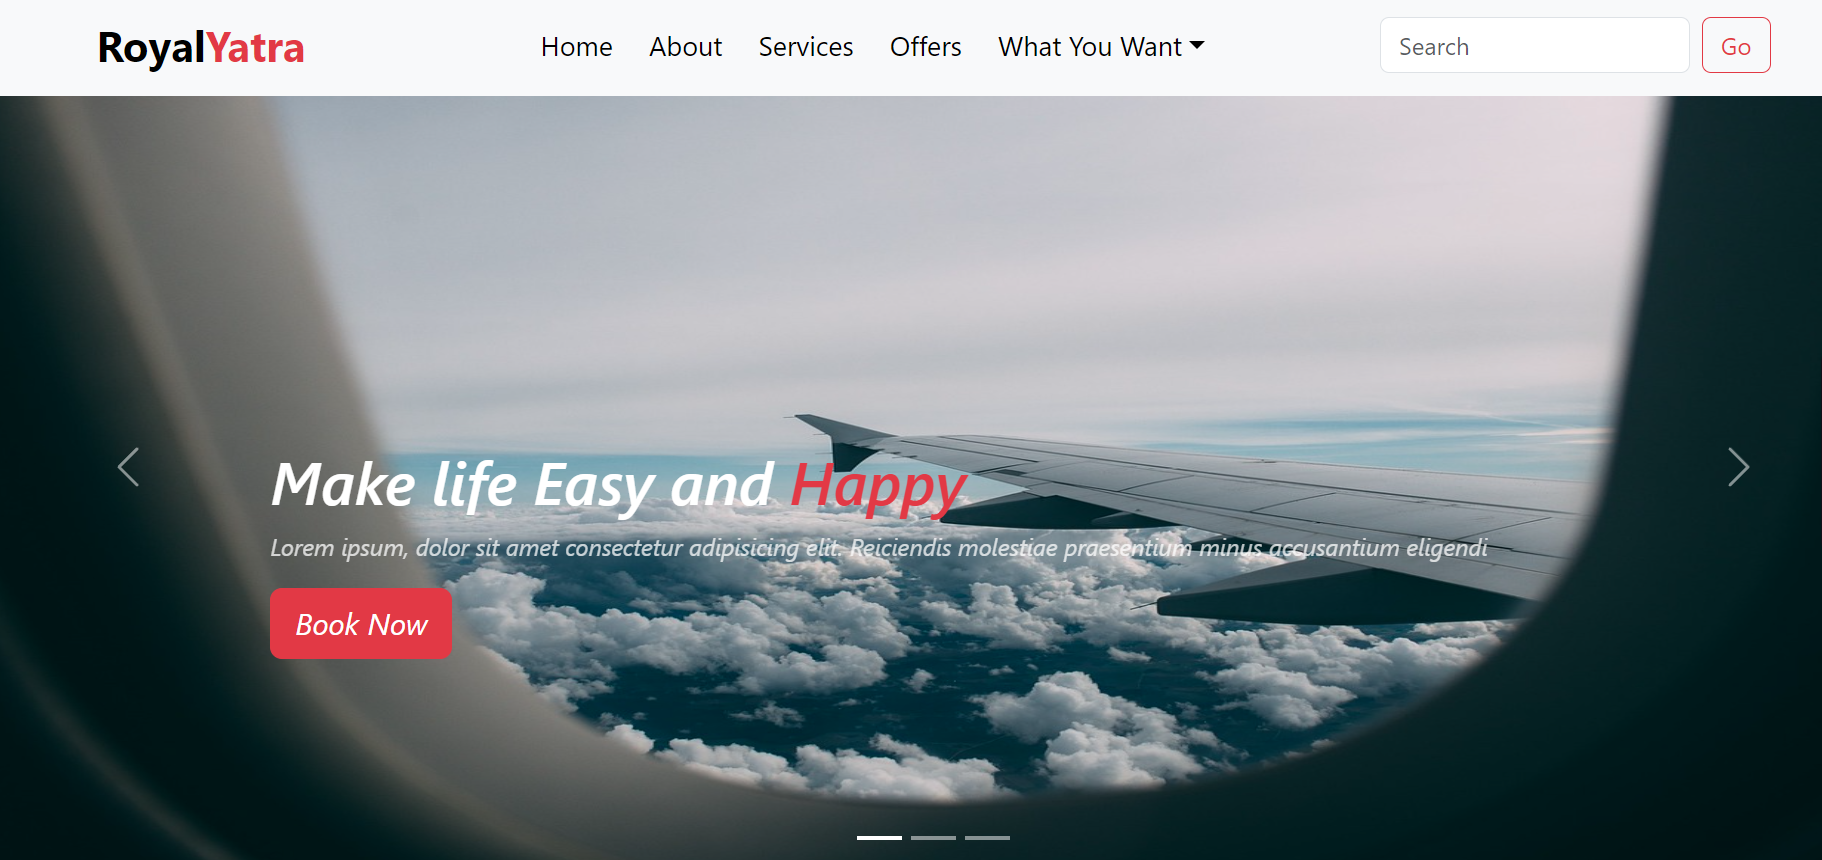 RoyalYatra
Home About Services Offers What You Want
Search
Go
Make life Easy and Happy
Lorem ipsum, dolor sit amet consectetur adipisicing elit. Reiciendis molestiae praesentium minus accusantium eligendi
Book Now